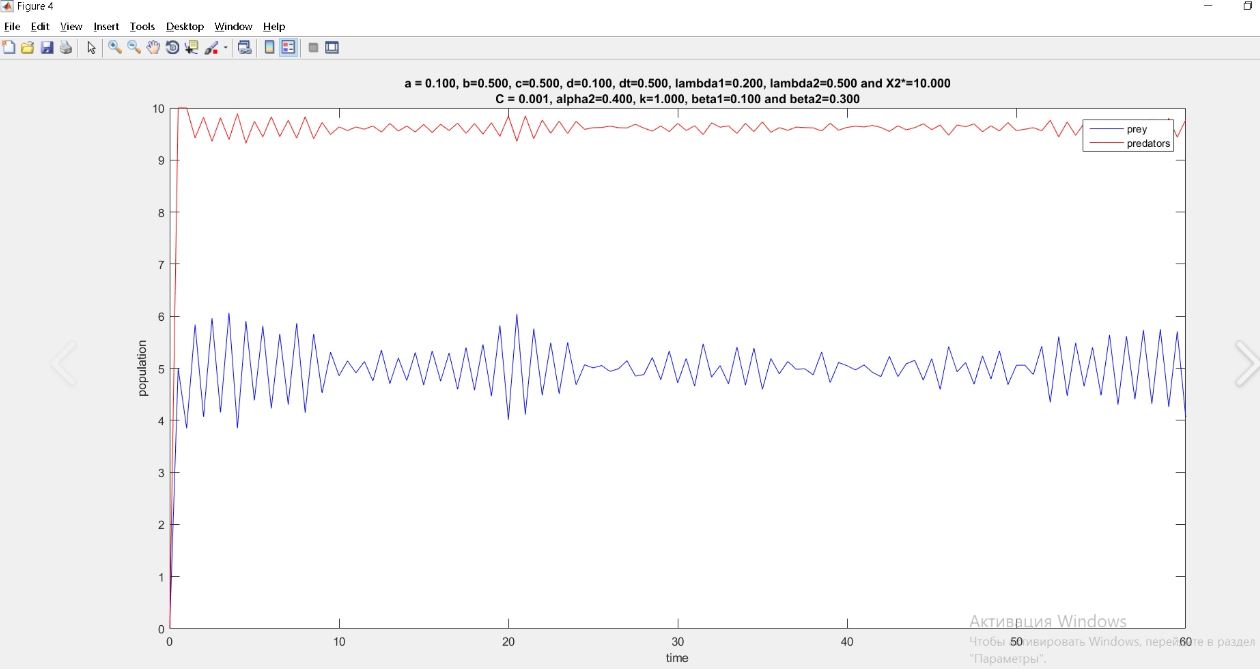 Figure 4
File Edit View Insert Tools Desktop Window Help
a = 0.100, b=0.500, c=0.500, d=0.100, dt=0.500, lambda1=0.200, lambda2=0.500 and X2*=10.000
C = 0.001, alpha2=0.400, k=1.000, beta1=0.100 and beta2=0.300
10
9
8
7
6
5
4
3
2
1
0
population
prey
predators
0 10 20 30 40 50 60
time
Активация Windows
Чтобы активировать Windows, перейдите в раздел
"Параметры".